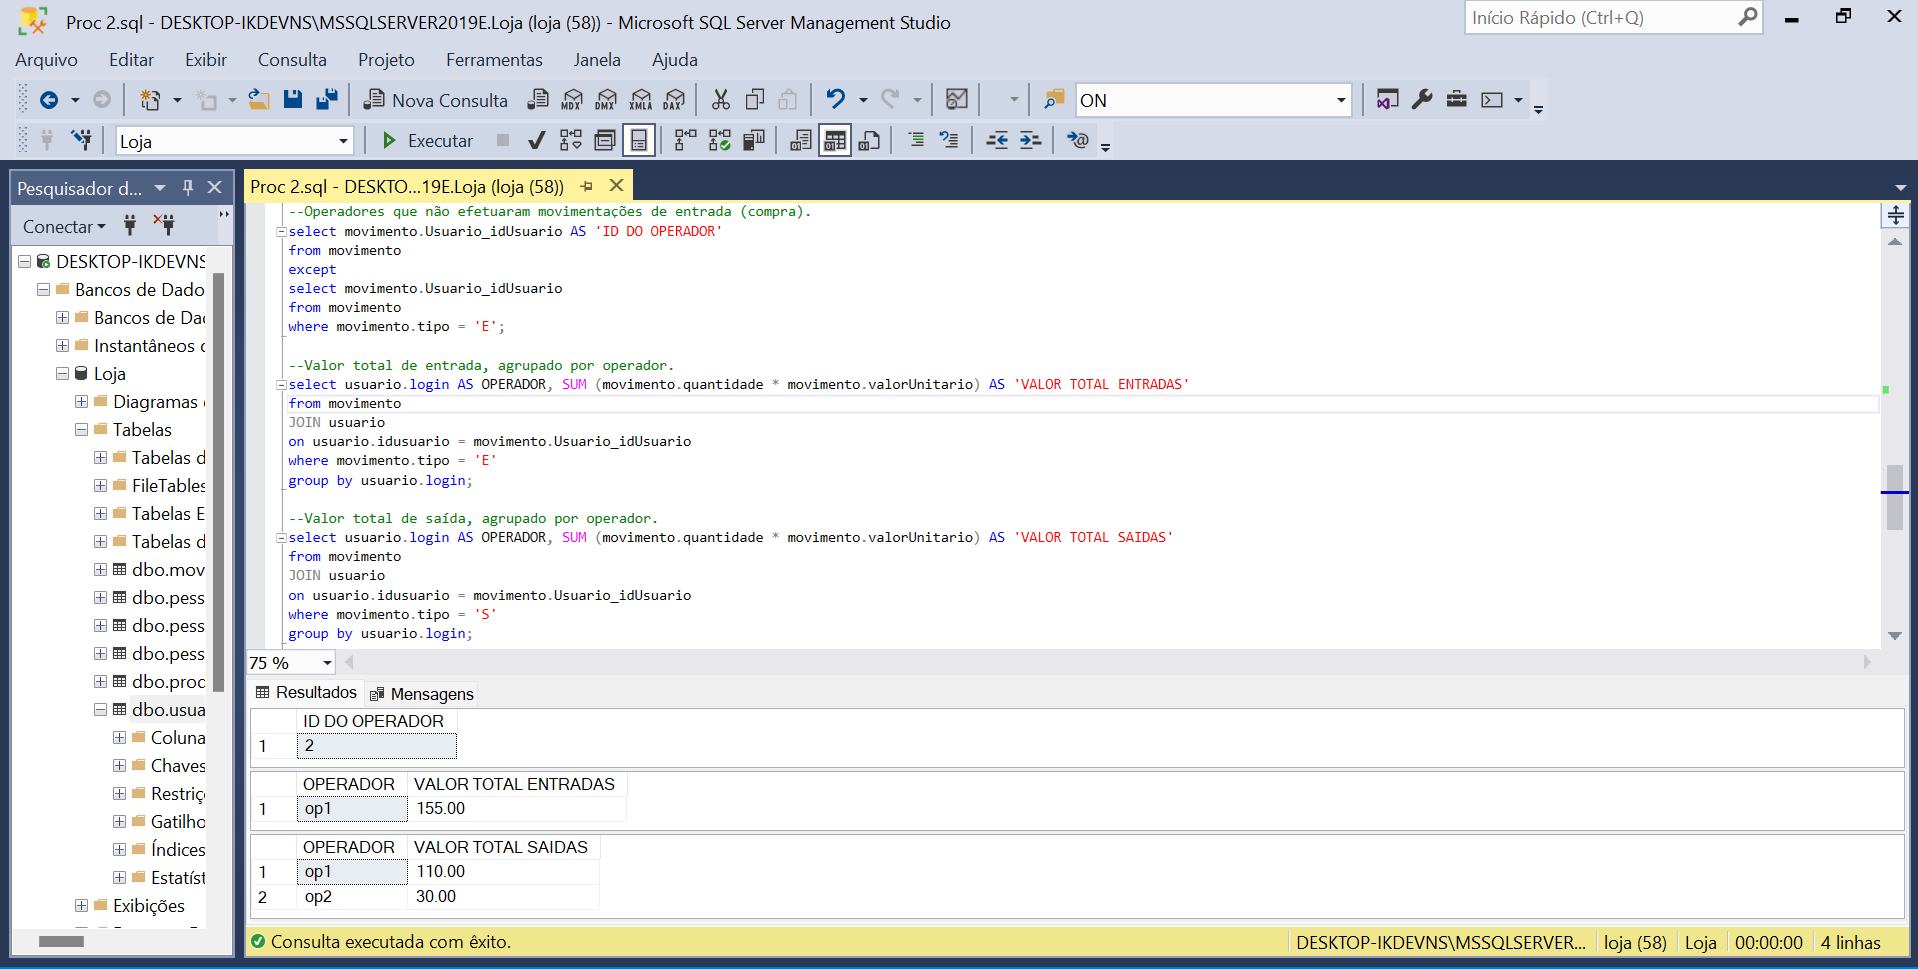 Proc 2.sql - DESKTOP-IKDEVNS\MSSQLSERVER2019E.Loja (loja (58)) - Microsoft SQL Server Management Studio
Início Rápido (Ctrl+Q)
Arquivo Editar Exibir Consulta Projeto Ferramentas Janela Ajuda
Nova Consulta MDX DMX XMLA DAX ON
Loja Executar
Pesquisador d...
Conectar
DESKTOP-IKDEVNS
Bancos de Dado
Bancos de Dad
Instantâneos d
Loja
Diagramas
Tabelas
Tabelas d
FileTables
Tabelas E
Tabelas d
dbo.mov
dbo.pess
dbo.pess
dbo.pess
dbo.prod
dbo.usua
Coluna
Chaves
Restriç
Gatilho
Índices
Estatíst
Exibições
Proc 2.sql - DESKTO...19E.Loja (loja (58))
--Operadores que não efetuaram movimentações de entrada (compra).
select movimento.Usuario_idUsuario AS 'ID DO OPERADOR'
from movimento
except
select movimento.Usuario_idUsuario
from movimento
where movimento.tipo = 'E';
--Valor total de entrada, agrupado por operador.
select usuario.login AS OPERADOR, SUM (movimento.quantidade * movimento.valorUnitario) AS 'VALOR TOTAL ENTRADAS'
from movimento
JOIN usuario
on usuario.idusuario = movimento.Usuario_idUsuario
where movimento.tipo = 'E'
group by usuario.login;
--Valor total de saída, agrupado por operador.
select usuario.login AS OPERADOR, SUM (movimento.quantidade * movimento.valorUnitario) AS 'VALOR TOTAL SAIDAS'
from movimento
JOIN usuario
on usuario.idusuario = movimento.Usuario_idUsuario
where movimento.tipo = 'S'
group by usuario.login;
75 %
Resultados Mensagens
ID DO OPERADOR
1 2
OPERADOR VALOR TOTAL ENTRADAS
1 op1 155.00
OPERADOR VALOR TOTAL SAIDAS
1 op1 110.00
2 op2 30.00
Consulta executada com êxito.
DESKTOP-IKDEVNS\MSSQLSERVER... loja (58) Loja 00:00:00 4 linhas